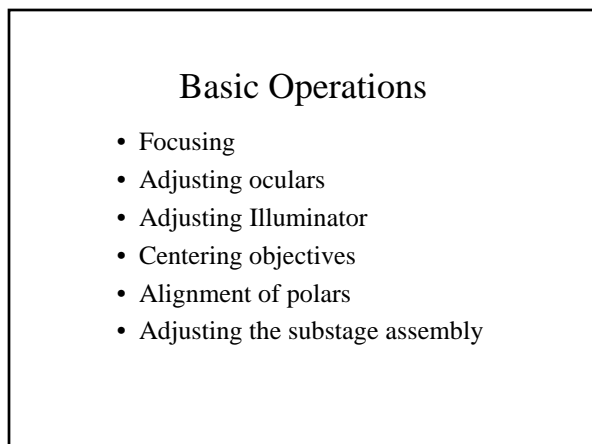 Basic Operations
• Focusing
• Adjusting oculars
• Adjusting Illuminator
• Centering objectives
• Alignment of polars
• Adjusting the substage assembly